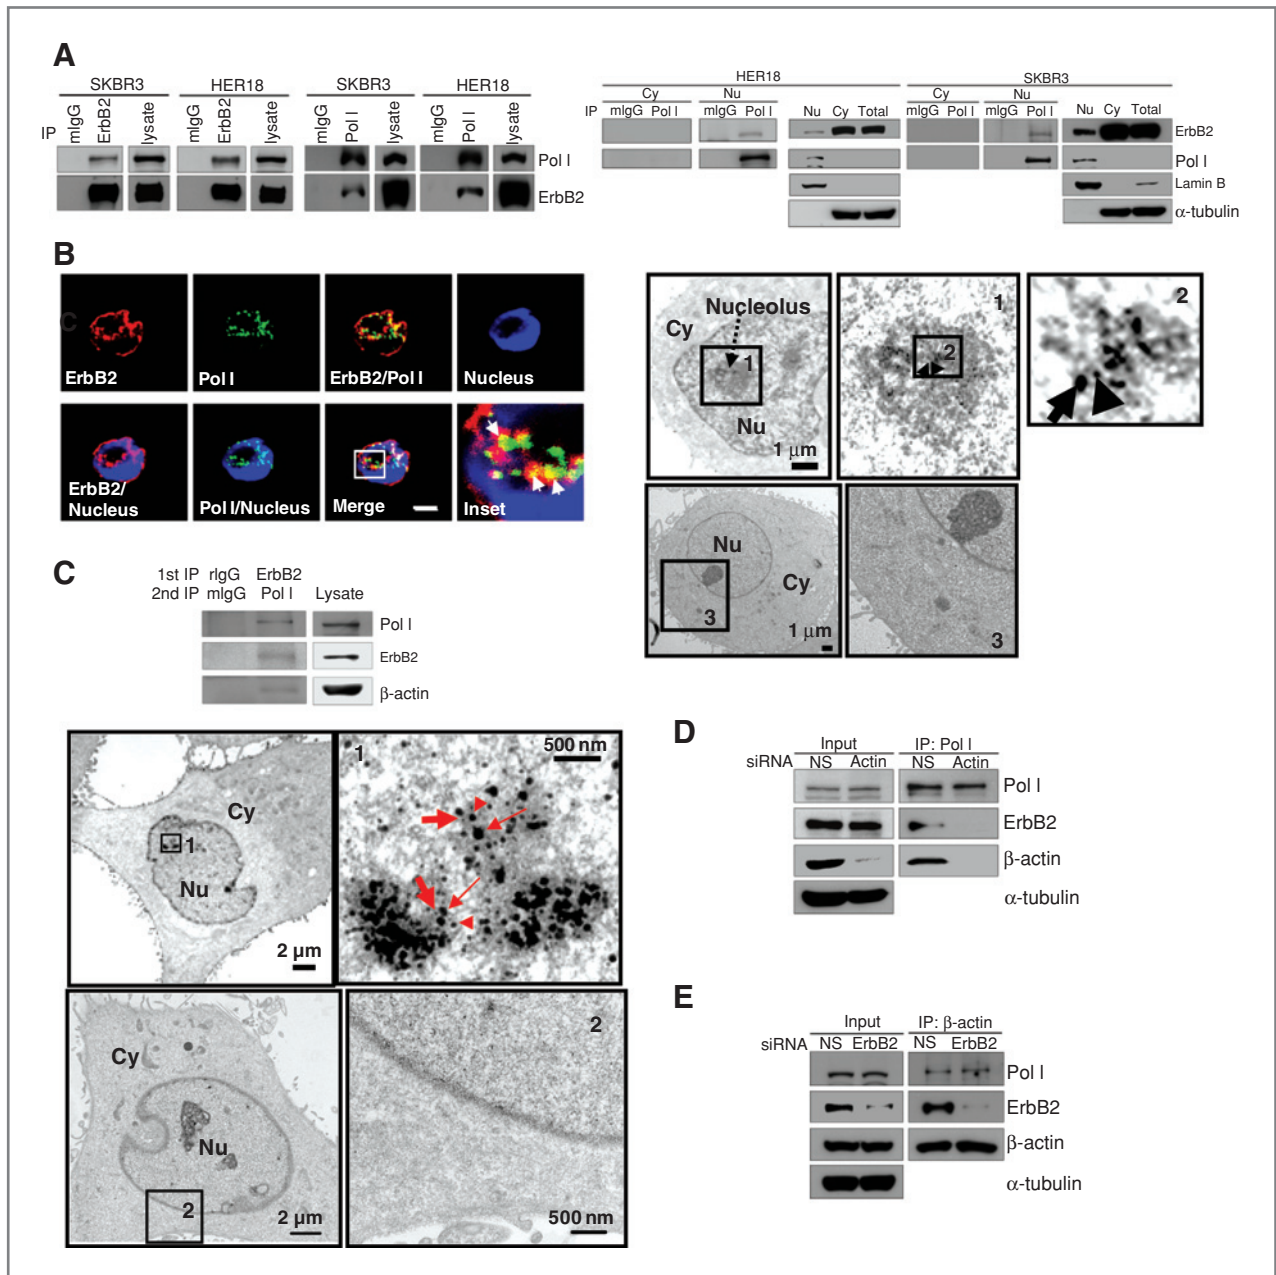 A
SKBR3 HER18 SKBR3 HER18
IP mIgG ErbB2 lysate mIgG ErbB2 lysate mIgG Pol I lysate mIgG Pol I lysate
Pol I
ErbB2
HER18 SKBR3
Cy Nu Cy Nu
IP mIgG Pol I mIgG Pol I Nu Cy Total mIgG Pol I mIgG Pol I Nu Cy Total
ErbB2
Pol I
Lamin B
α-tubulin
B
C
ErbB2 Pol I ErbB2/Pol I Nucleus
ErbB2/
Nucleus Pol I/Nucleus Merge Inset
Nucleolus
Cy
1
Nu
1 µm
1
2
2
Nu
Cy
3
1 µm
3
C
1st IP rIgG ErbB2
2nd IP mIgG Pol I Lysate
Pol I
ErbB2
β-actin
Cy
1
Nu
2 µm
1
500 nm
Cy
Nu
2
2 µm
2
500 nm
D
Input IP: Pol I
siRNA NS Actin NS Actin
Pol I
ErbB2
β-actin
α-tubulin
E
Input IP: β-actin
siRNA NS ErbB2 NS ErbB2
Pol I
ErbB2
β-actin
α-tubulin